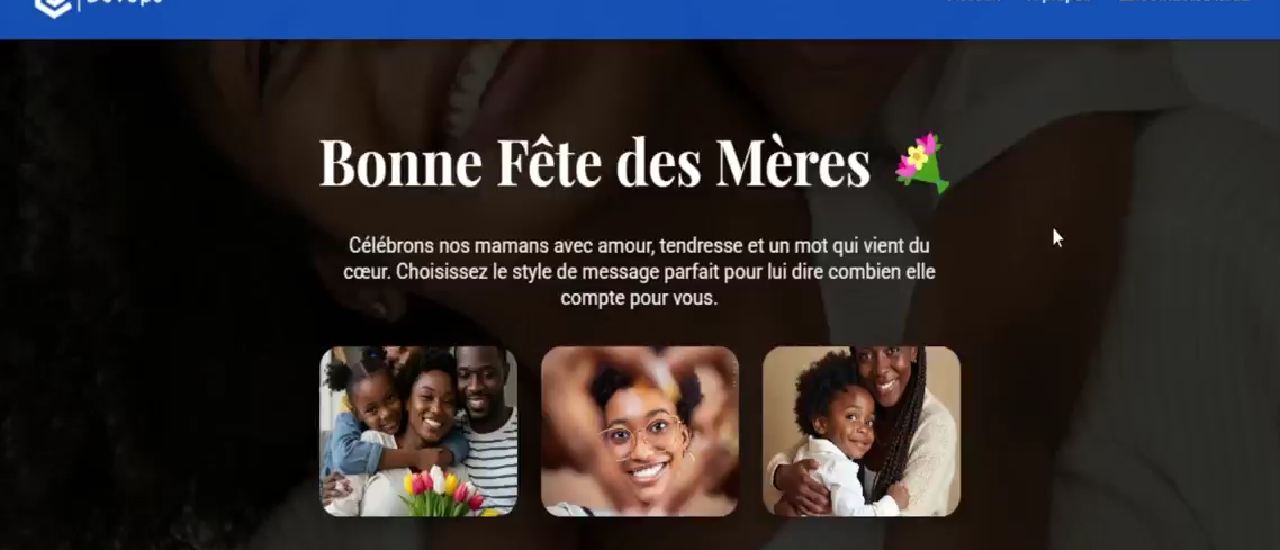 Bonne Fête des Mères
Célébrons nos mamans avec amour, tendresse et un mot qui vient du
cœur. Choisissez le style de message parfait pour lui dire combien elle
compte pour vous.